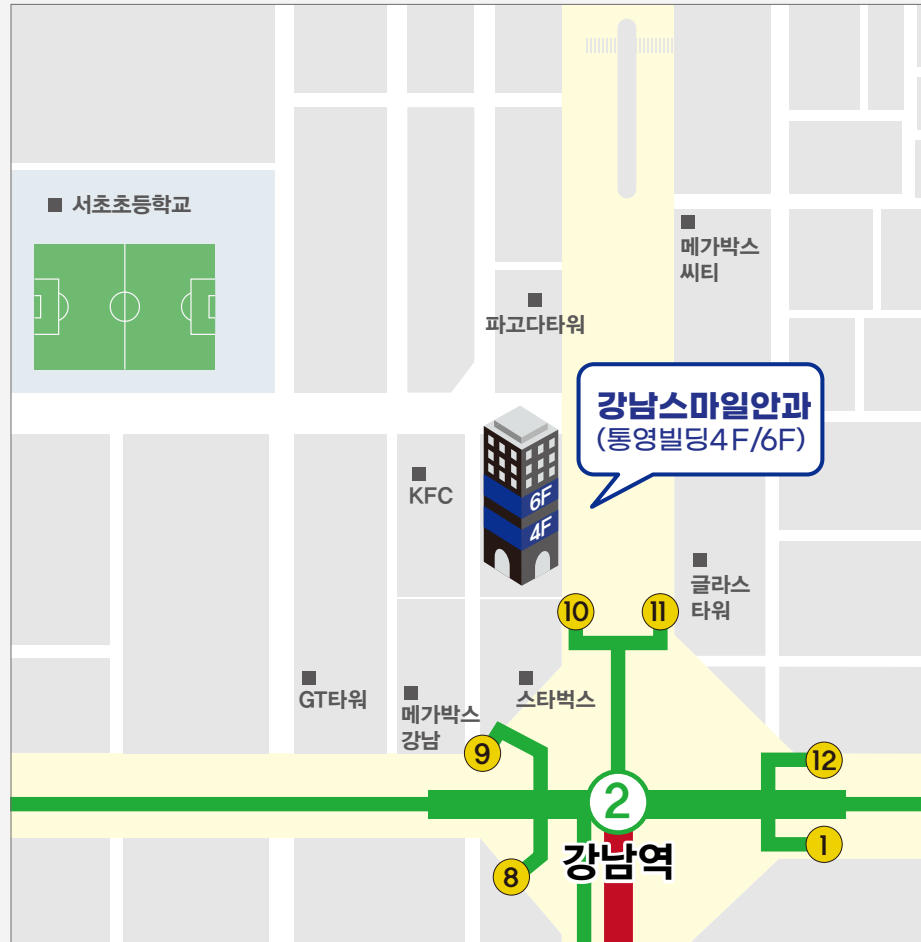 서초초등학교
메가박스
씨티
파고다타워
강남스마일안과
(통영빌딩4F/6F)
KFC
6F
4F
글라스
타워
10
11
GT타워
메가박스
강남
스타벅스
9
12
2
강남역
1
8